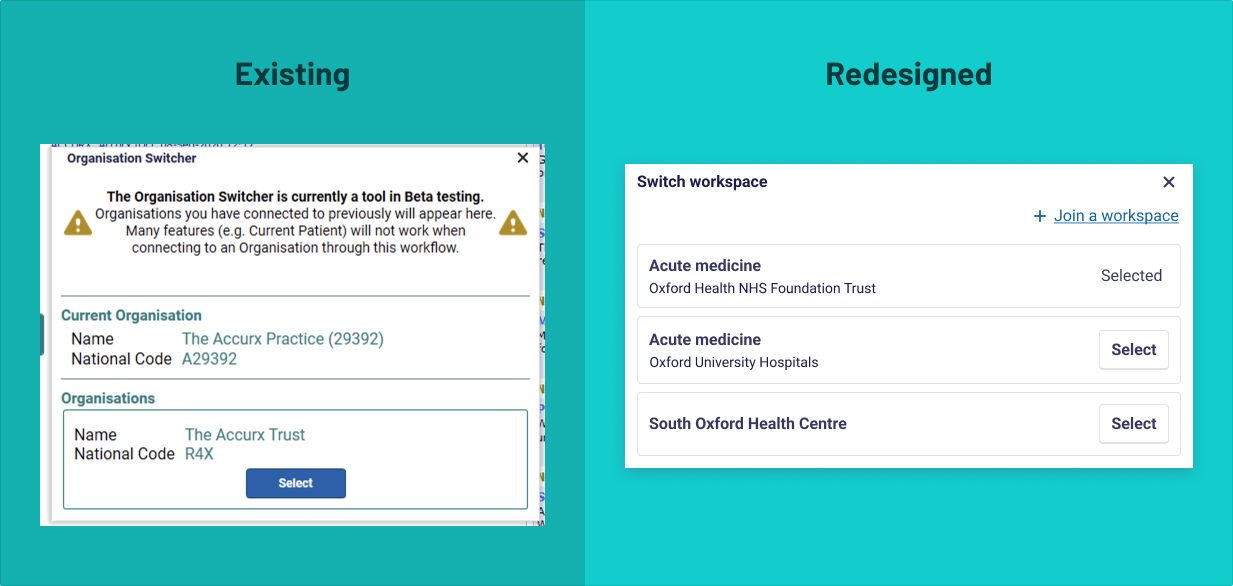 Existing
Organisation Switcher
The Organisation Switcher is currently a tool in Beta testing.
Organisations you have connected to previously will appear here.
Many features (e.g. Current Patient) will not work when
connecting to an Organisation through this workflow.
Current Organisation
Name The Accurx Practice (29392)
National Code A29392
Organisations
Name The Accurx Trust
National Code R4X
Select
Redesigned
Switch workspace
+ Join a workspace
Acute medicine
Oxford Health NHS Foundation Trust
Selected
Acute medicine
Oxford University Hospitals
Select
South Oxford Health Centre
Select